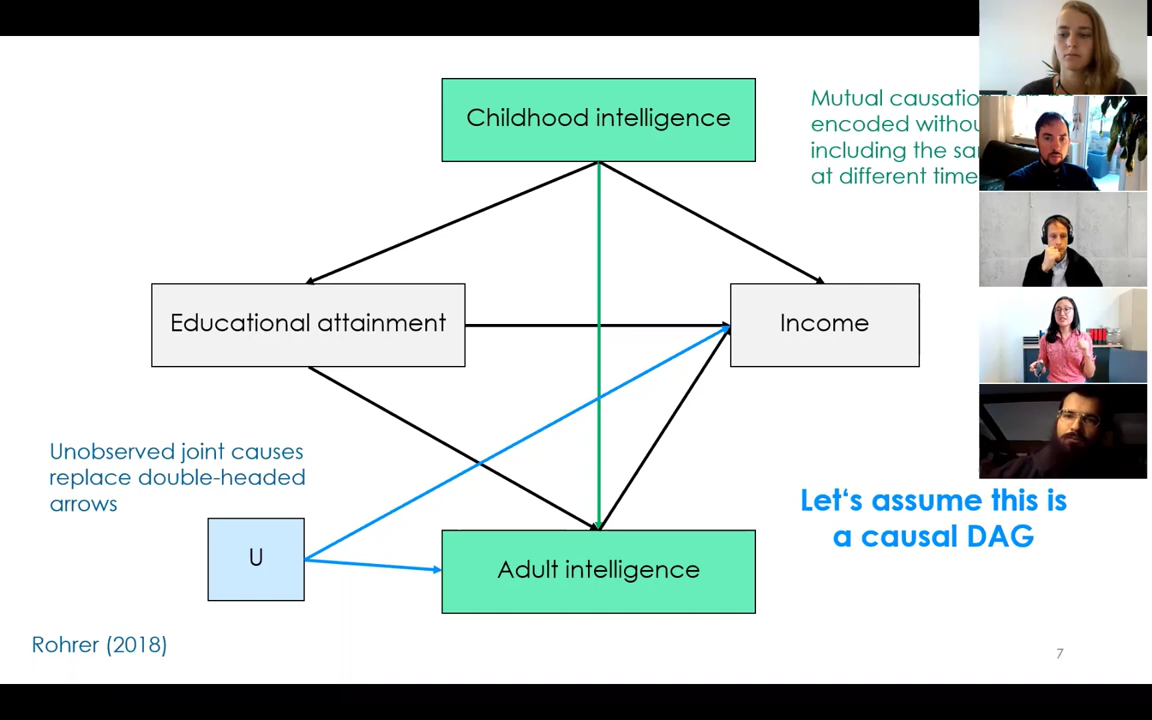 Childhood intelligence
Mutual causatio
encoded withou
including the sa
at different time
Educational attainment
Income
Unobserved joint causes
replace double-headed
arrows
Let‘s assume this is
a causal DAG
U
Adult intelligence
Rohrer (2018)
7